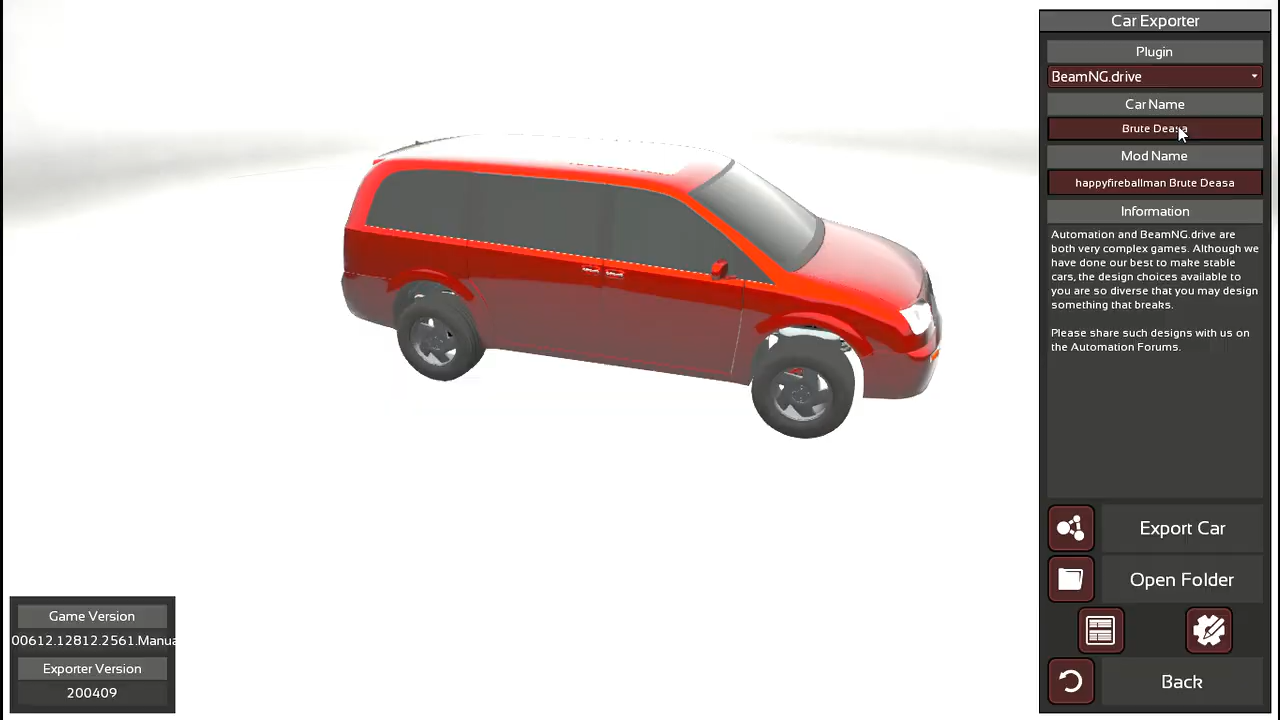 Car Exporter
Plugin
BeamNG.drive
Car Name
Brute Deasa
Mod Name
happyfireballman Brute Deasa
Information
Automation and BeamNG.drive are
both very complex games. Although we
have done our best to make stable
cars, the design choices available to
you are so diverse that you may design
something that breaks.
Please share such designs with us on
the Automation Forums.
Export Car
Open Folder
Back
Game Version
00612.12812.2561.Manua
Exporter Version
200409